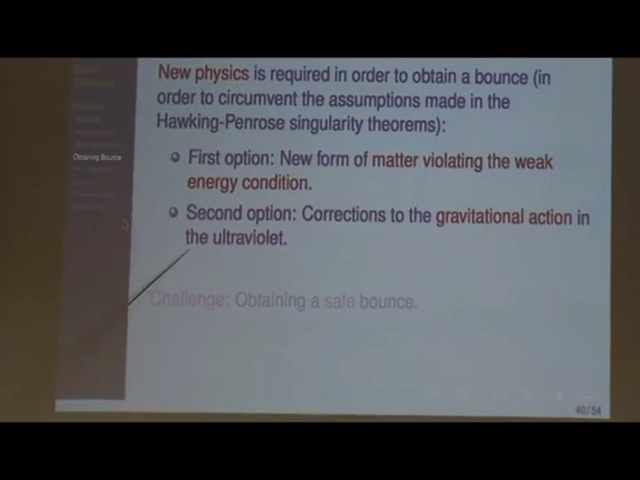 New physics is required in order to obtain a bounce (in
order to circumvent the assumptions made in the
Hawking-Penrose singularity theorems):
First option: New form of matter violating the weak
energy condition.
Second option: Corrections to the gravitational action in
the ultraviolet.
Challenge: Obtaining a safe bounce.
Obtaining Bounce
40/54